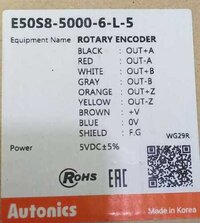 E50S8-5000-6-L-5
Equipment Name ROTARY ENCODER
BLACK : OUT+A
RED : OUT-A
WHITE : OUT+B
GRAY : OUT-B
ORANGE : OUT+Z
YELLOW : OUT-Z
BROWN : +V
BLUE : 0V
SHIELD : F.G
WG29R
Power 5VDC±5%
RoHS EAC
Autonics Made in Korea